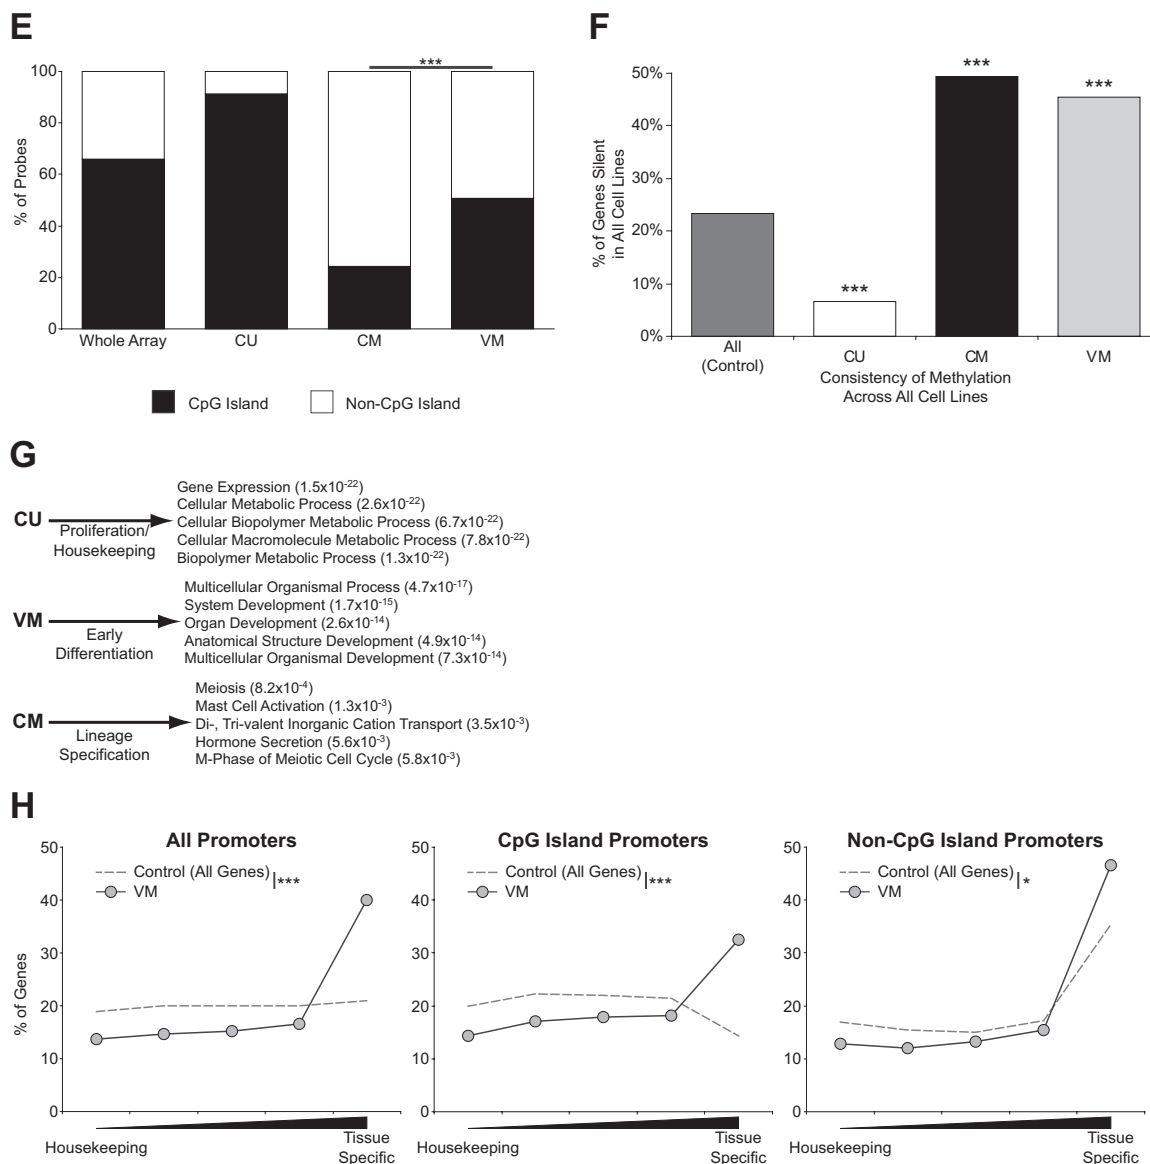 E
***
100
80
60
40
20
0
% of Probes
Whole Array
CU
CM
VM
CpG Island
Non-CpG Island
F
50%
40%
30%
20%
10%
0%
% of Genes Silent
in All Cell Lines
***
***
***
All
(Control)
CU
CM
VM
Consistency of Methylation
Across All Cell Lines
G
CU
Proliferation/
Housekeeping
Gene Expression (1.5x10⁻²²)
Cellular Metabolic Process (2.6x10⁻²²)
Cellular Biopolymer Metabolic Process (6.7x10⁻²²)
Cellular Macromolecule Metabolic Process (7.8x10⁻²²)
Biopolymer Metabolic Process (1.3x10⁻²²)
VM
Early
Differentiation
Multicellular Organismal Process (4.7x10⁻¹⁷)
System Development (1.7x10⁻¹⁵)
Organ Development (2.6x10⁻¹⁴)
Anatomical Structure Development (4.9x10⁻¹⁴)
Multicellular Organismal Development (7.3x10⁻¹⁴)
CM
Lineage
Specification
Meiosis (8.2x10⁻⁴)
Mast Cell Activation (1.3x10⁻³)
Di-, Tri-valent Inorganic Cation Transport (3.5x10⁻³)
Hormone Secretion (5.6x10⁻³)
M-Phase of Meiotic Cell Cycle (5.8x10⁻³)
H
All Promoters
50
40
30
20
10
0
% of Genes
Control (All Genes)
VM
***
Housekeeping
Tissue
Specific
CpG Island Promoters
50
40
30
20
10
0
Control (All Genes)
VM
***
Housekeeping
Tissue
Specific
Non-CpG Island Promoters
50
40
30
20
10
0
Control (All Genes)
VM
*
Housekeeping
Tissue
Specific